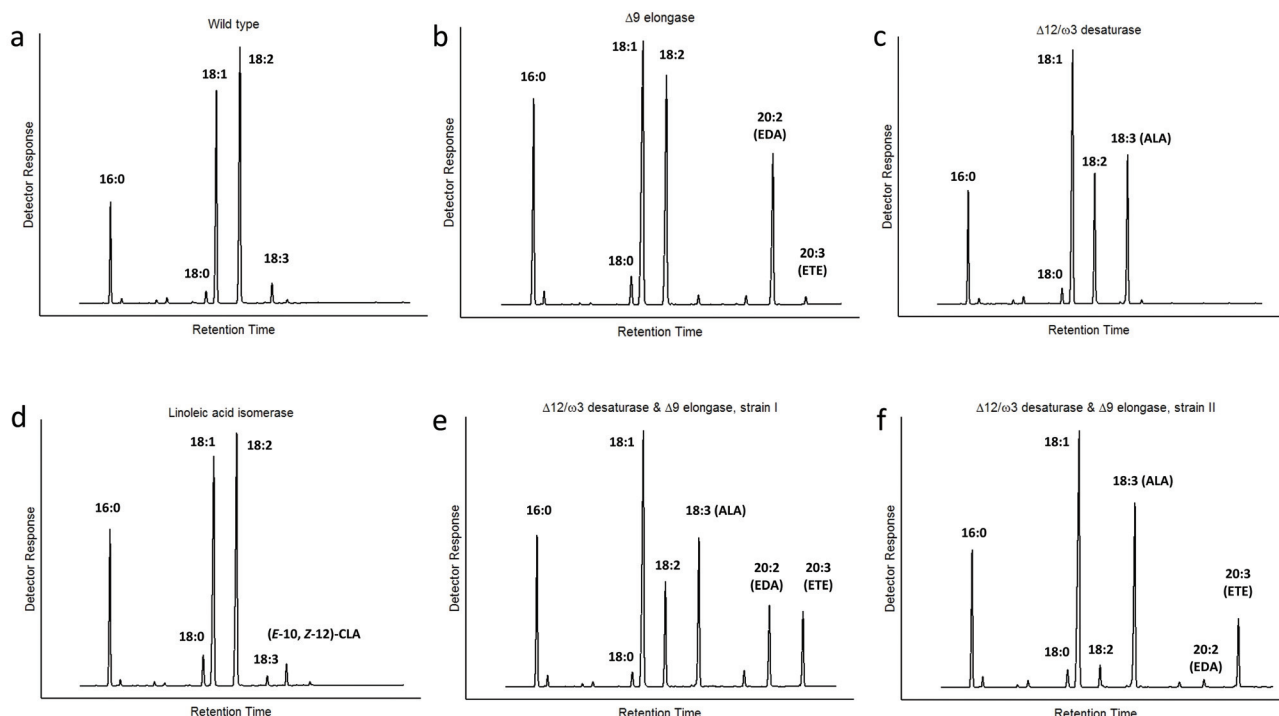 a
Wild type
Detector Response
16:0
18:0
18:1
18:2
18:3
Retention Time
b
Δ9 elongase
Detector Response
16:0
18:0
18:1
18:2
20:2
(EDA)
20:3
(ETE)
Retention Time
c
Δ12/ω3 desaturase
Detector Response
16:0
18:0
18:1
18:2
18:3 (ALA)
Retention Time
d
Linoleic acid isomerase
Detector Response
16:0
18:0
18:1
18:2
18:3
(E-10, Z-12)-CLA
Retention Time
e
Δ12/ω3 desaturase & Δ9 elongase, strain I
Detector Response
16:0
18:0
18:1
18:2
18:3 (ALA)
20:2
(EDA)
20:3
(ETE)
Retention Time
f
Δ12/ω3 desaturase & Δ9 elongase, strain II
Detector Response
16:0
18:0
18:1
18:2
18:3 (ALA)
20:2
(EDA)
20:3
(ETE)
Retention Time